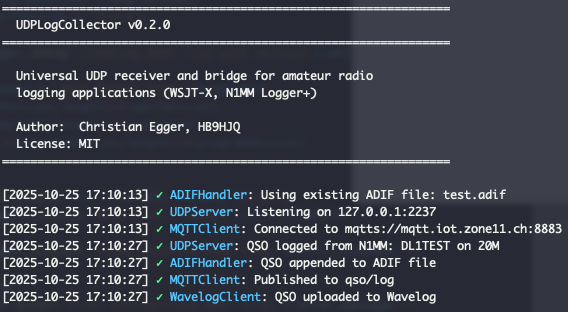 UDPLogCollector v0.2.0
Universal UDP receiver and bridge for amateur radio
logging applications (WSJT-X, N1MM Logger+)
Author:  Christian Egger, HB9HJQ
License: MIT
[2025-10-25 17:10:13] ✓ ADIFHandler: Using existing ADIF file: test.adif
[2025-10-25 17:10:13] ✓ UDPServer: Listening on 127.0.0.1:2237
[2025-10-25 17:10:13] ✓ MQTTClient: Connected to mqtts://mqtt.iot.zone11.ch:8883
[2025-10-25 17:10:27] ✓ UDPServer: QSO logged from N1MM: DL1TEST on 20M
[2025-10-25 17:10:27] ✓ ADIFHandler: QSO appended to ADIF file
[2025-10-25 17:10:27] ✓ MQTTClient: Published to qso/log
[2025-10-25 17:10:27] ✓ WavelogClient: QSO uploaded to Wavelog